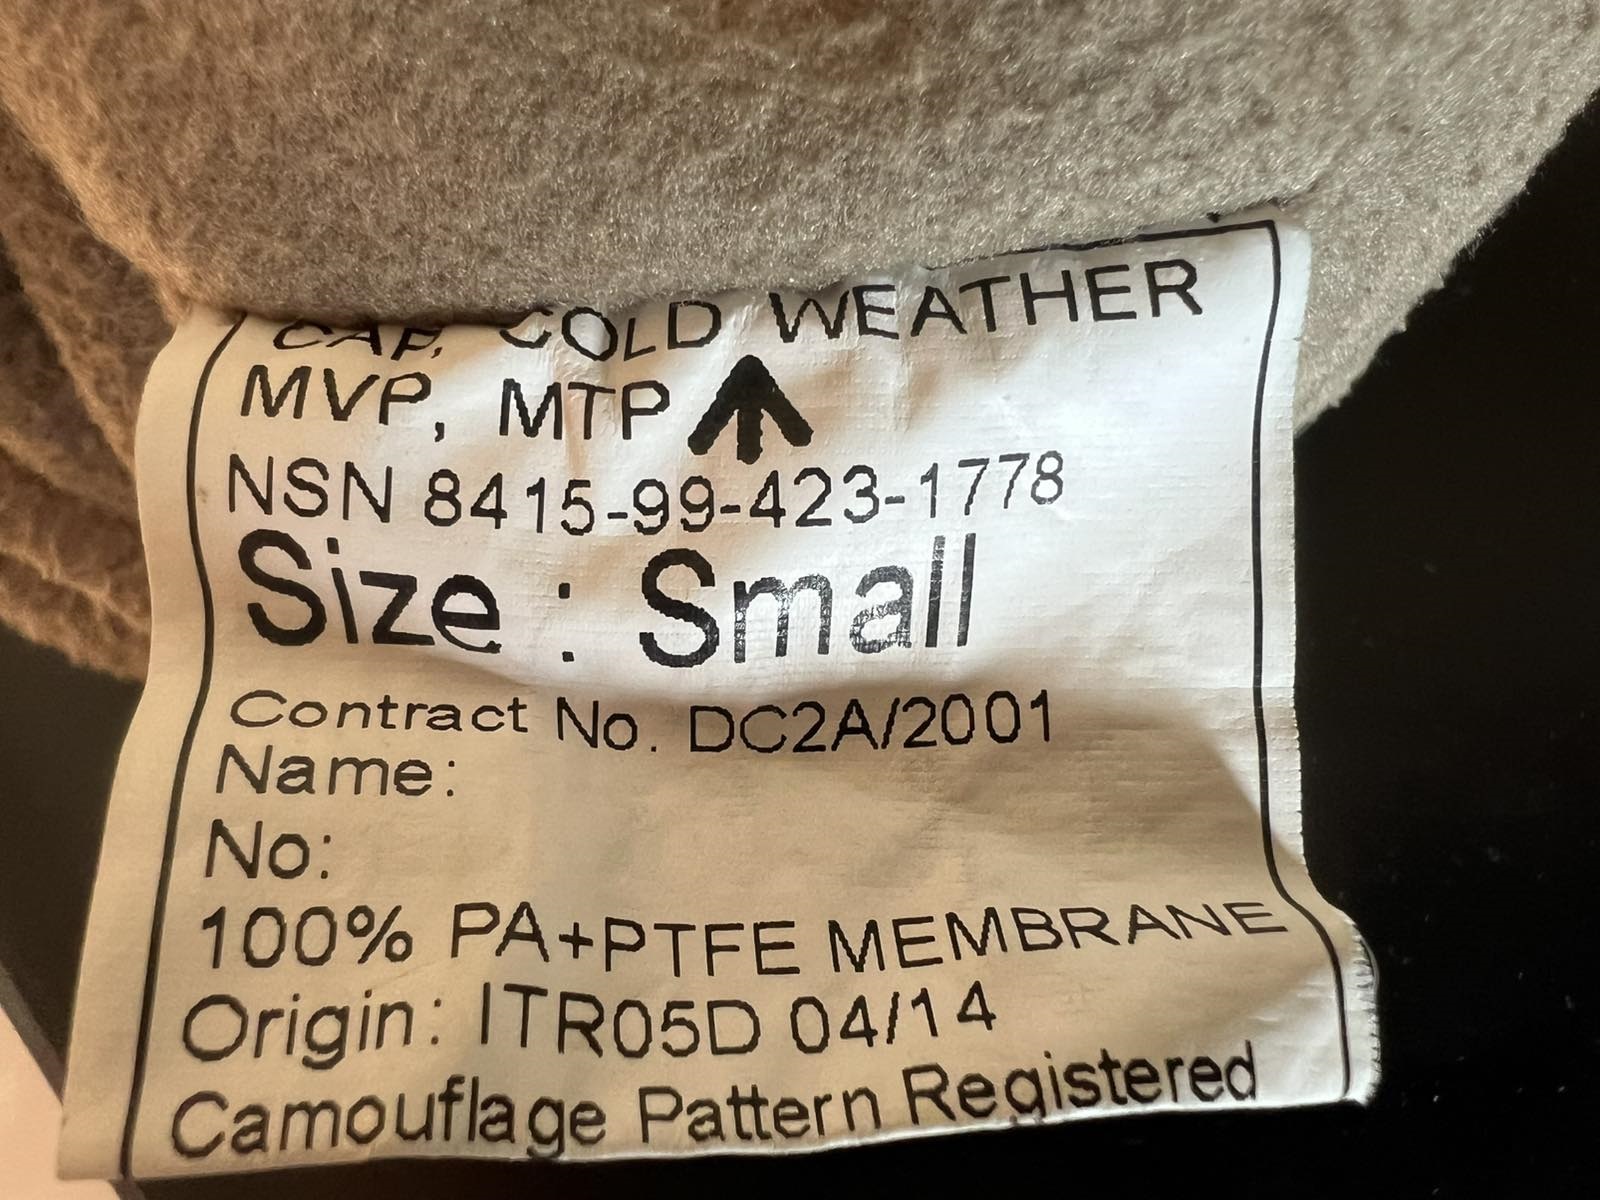 CAP, COLD WEATHER
MVP, MTP
NSN 8415-99-423-1778
Size : Small
Contract No. DC2A/2001
Name:
No:
100% PA+PTFE MEMBRANE
Origin: ITR05D 04/14
Camouflage Pattern Registered